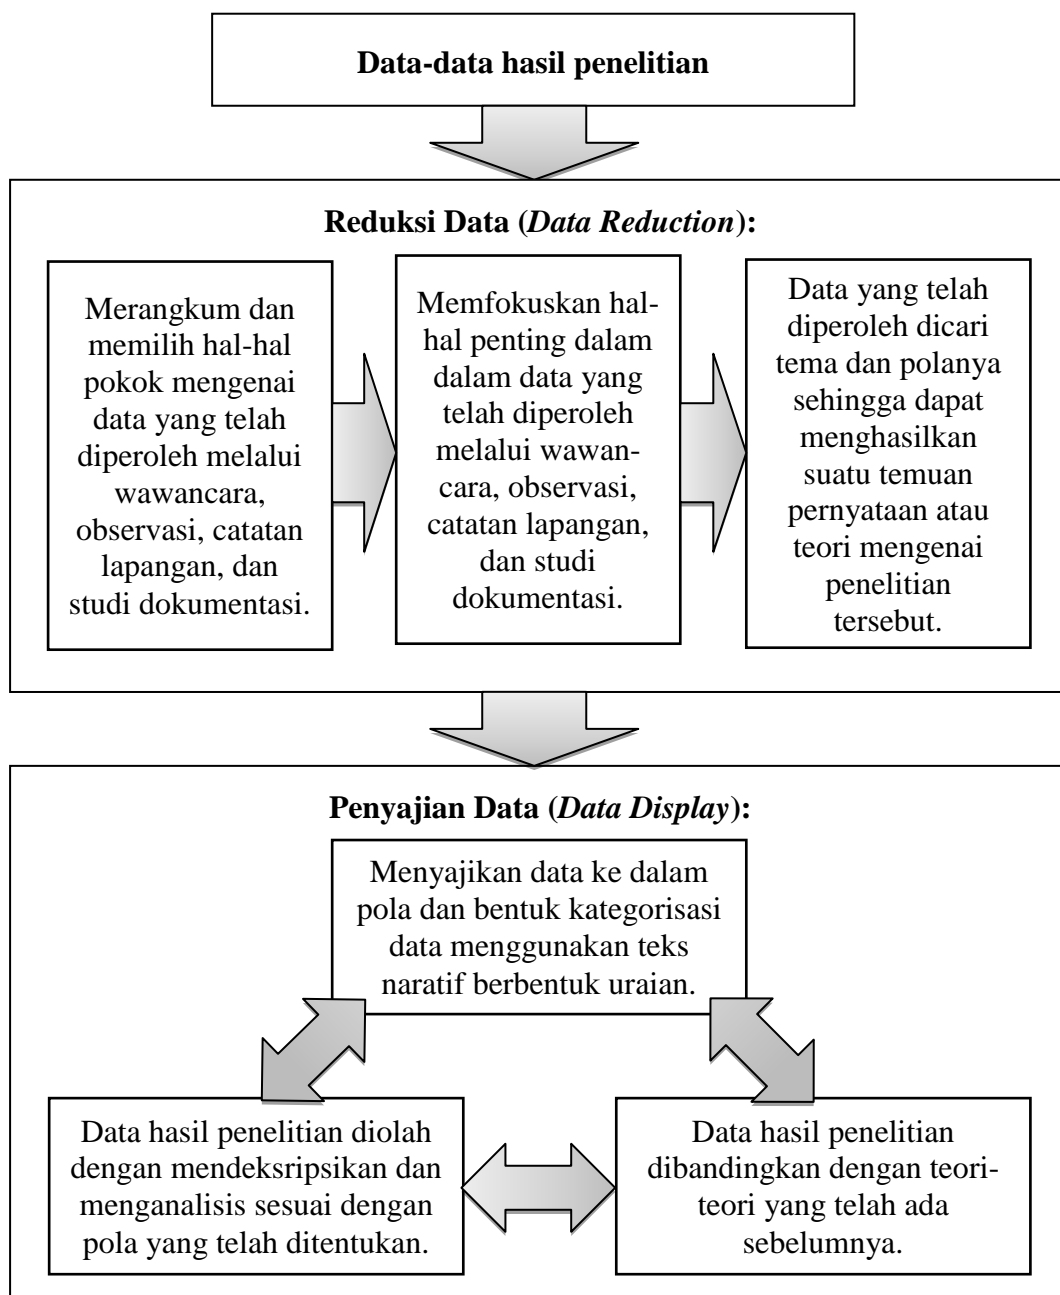 Data-data hasil penelitian
Reduksi Data (Data Reduction):
Merangkum dan
memilih hal-hal
pokok mengenai
data yang telah
diperoleh melalui
wawancara,
observasi, catatan
lapangan, dan
studi dokumentasi.
Memfokuskan hal-
hal penting dalam
dalam data yang
telah diperoleh
melalui wawan-
cara, observasi,
catatan lapangan,
dan studi
dokumentasi.
Data yang telah
diperoleh dicari
tema dan polanya
sehingga dapat
menghasilkan
suatu temuan
pernyataan atau
teori mengenai
penelitian
tersebut.
Penyajian Data (Data Display):
Menyajikan data ke dalam
pola dan bentuk kategorisasi
data menggunakan teks
naratif berbentuk uraian.
Data hasil penelitian diolah
dengan mendeksripsikan dan
menganalisis sesuai dengan
pola yang telah ditentukan.
Data hasil penelitian
dibandingkan dengan teori-
teori yang telah ada
sebelumnya.